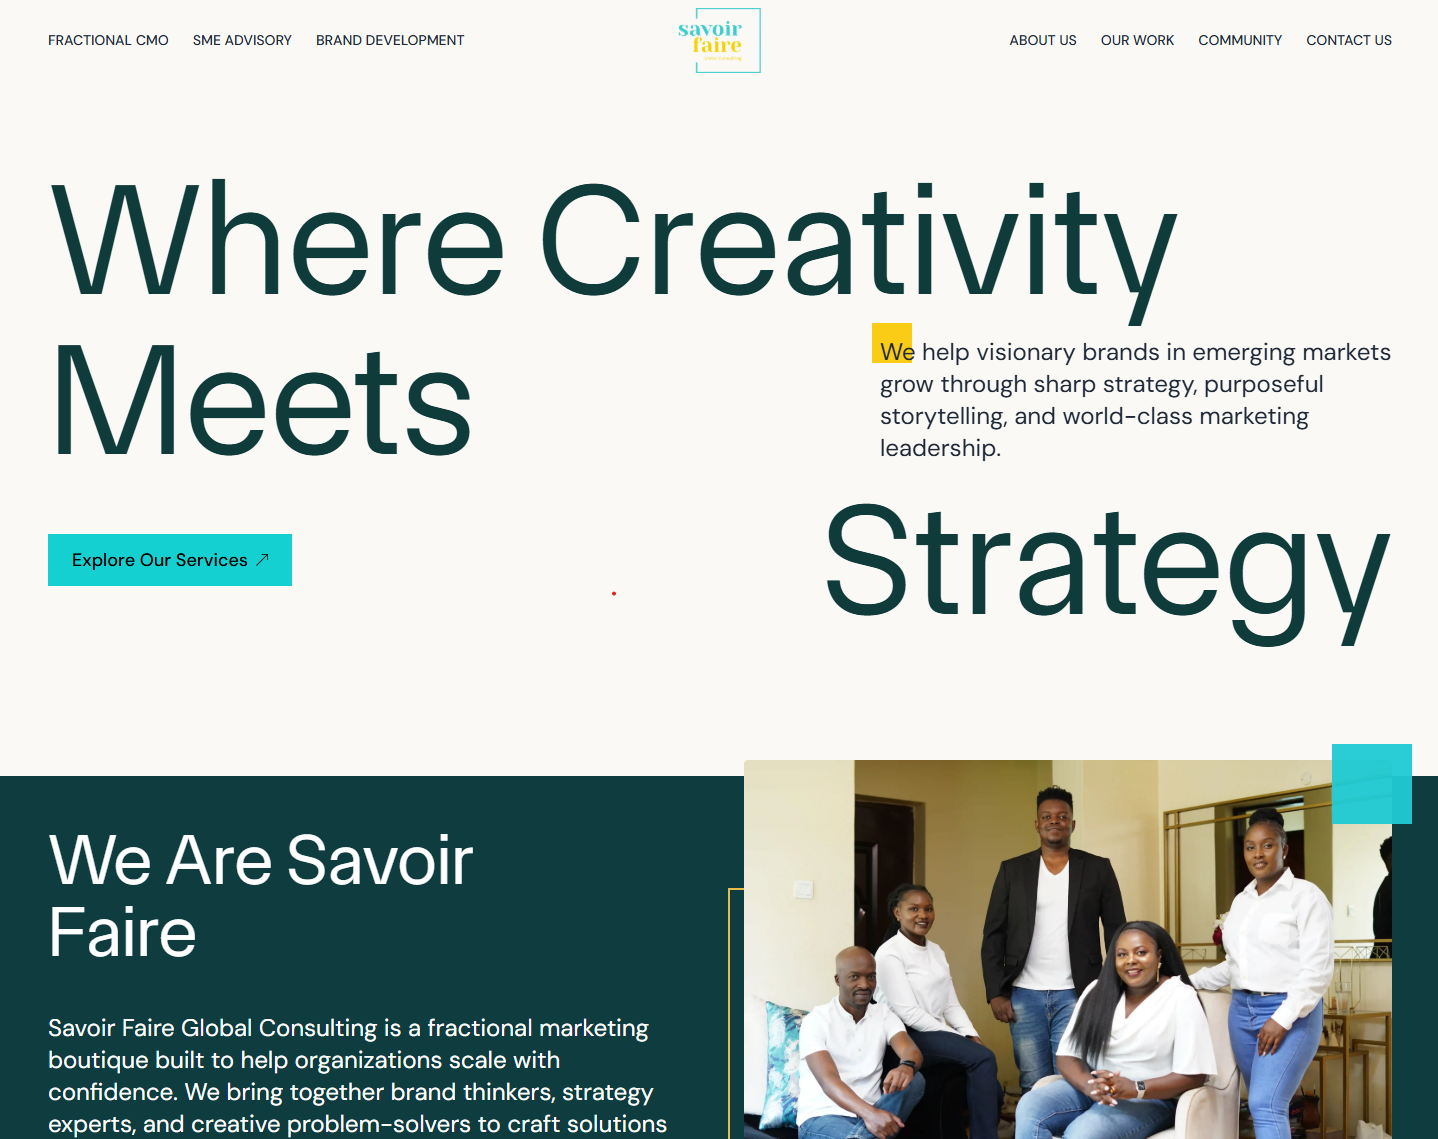 FRACTIONAL CMO
SME ADVISORY
BRAND DEVELOPMENT
savoir
faire
ABOUT US
OUR WORK
COMMUNITY
CONTACT US
Where Creativity
Meets
We help visionary brands in emerging markets
grow through sharp strategy, purposeful
storytelling, and world-class marketing
leadership.
Strategy
Explore Our Services
We Are Savoir
Faire
Savoir Faire Global Consulting is a fractional marketing
boutique built to help organizations scale with
confidence. We bring together brand thinkers, strategy
experts, and creative problem-solvers to craft solutions